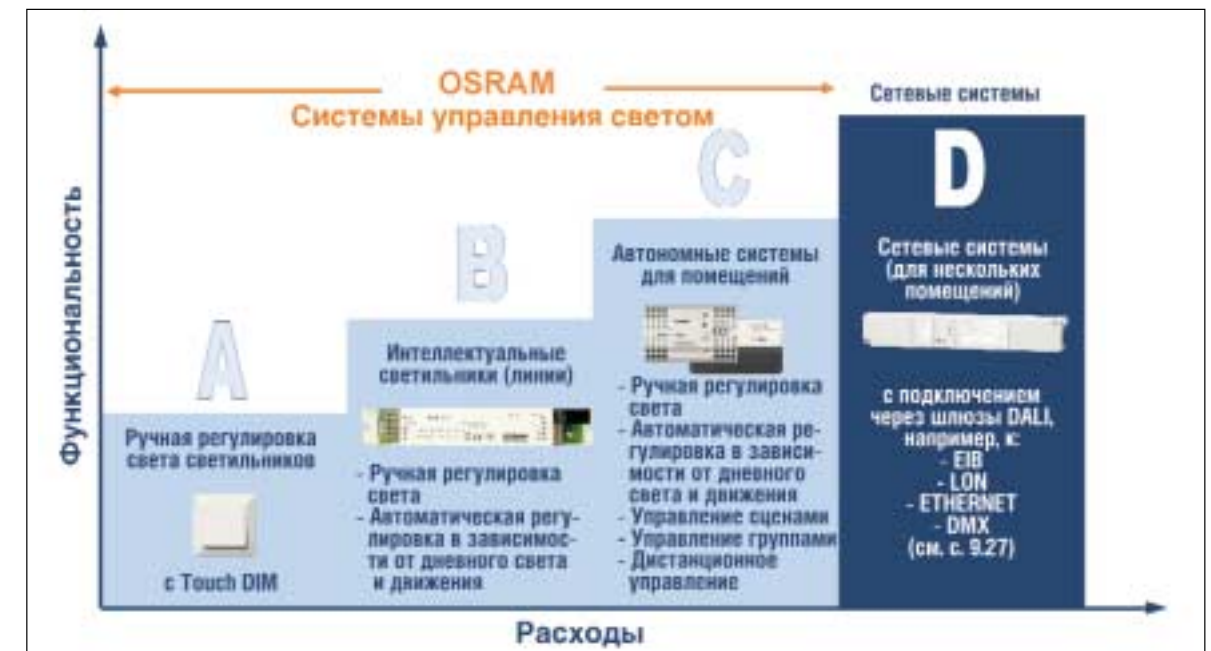 OSRAM
Системы управления светом
Сетевые системы
Функциональность
A
Ручная регулировка
света светильников
с Touch DIM
B
Интеллектуальные
светильники (линии)
- Ручная регулировка
света
- Автоматическая регу-
лировка в зависимос-
ти от дневного света
и движения
C
Автономные системы
для помещений
- Ручная регулировка
света
- Автоматическая ре-
гулировка в зависи-
мости от дневного
света и движения
- Управление сценами
- Управление группами
- Дистанционное
управление
D
Сетевые системы
(для нескольких
помещений)
с подключением
через шлюзы DALI,
например, к:
- EIB
- LON
- ETHERNET
- DMX
(см. с. 9.27)
Расходы